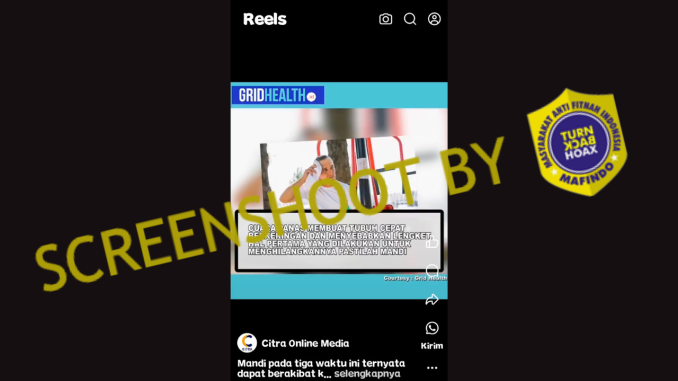 Reels
GRIDHEALTH
CUACA PANAS MEMBUAT TUBUH CEPAT
BERKERINGAN DAN MENYEBABKAN LENGKET
HAL PERTAMA YANG DILAKUKAN UNTUK
MENGHILANGKANNYA PASTILAH MANDI
Courtesy: Grid Health
SCREENSHOOT BY
MASYARAKAT ANTI FITNAH INDONESIA
TURN
BACK
HOAX
MAFINDO
Citra Online Media
Kirim
Mandi pada tiga waktu ini ternyata
dapat berakibat k... selengkapnya